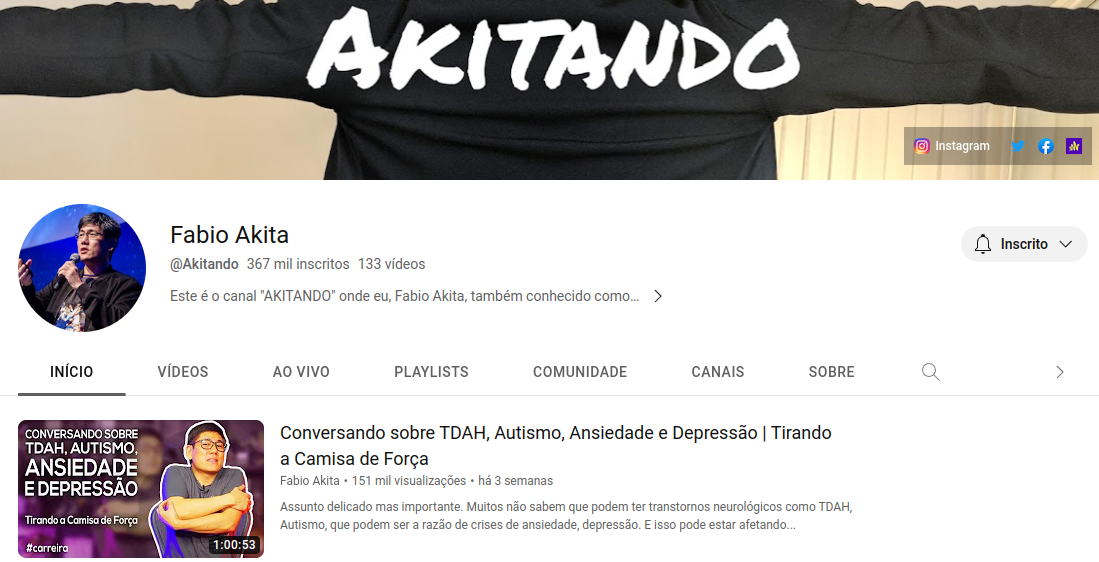 AKITANDO
Instagram
Fabio Akita
@Akitando 367 mil inscritos 133 vídeos
Inscrito
Este é o canal "AKITANDO" onde eu, Fabio Akita, também conhecido como...
INÍCIO VÍDEOS AO VIVO PLAYLISTS COMUNIDADE CANAIS SOBRE
CONVERSANDO SOBRE
TDAH, AUTISMO,
ANSIEDADE
E DEPRESSÃO
Tirando a Camisa de Força
#carreira
1:00:53
Conversando sobre TDAH, Autismo, Ansiedade e Depressão | Tirando
a Camisa de Força
Fabio Akita • 151 mil visualizações • há 3 semanas
Assunto delicado mas importante. Muitos não sabem que podem ter transtornos neurológicos como TDAH,
Autismo, que podem ser a razão de crises de ansiedade, depressão. E isso pode estar afetando...